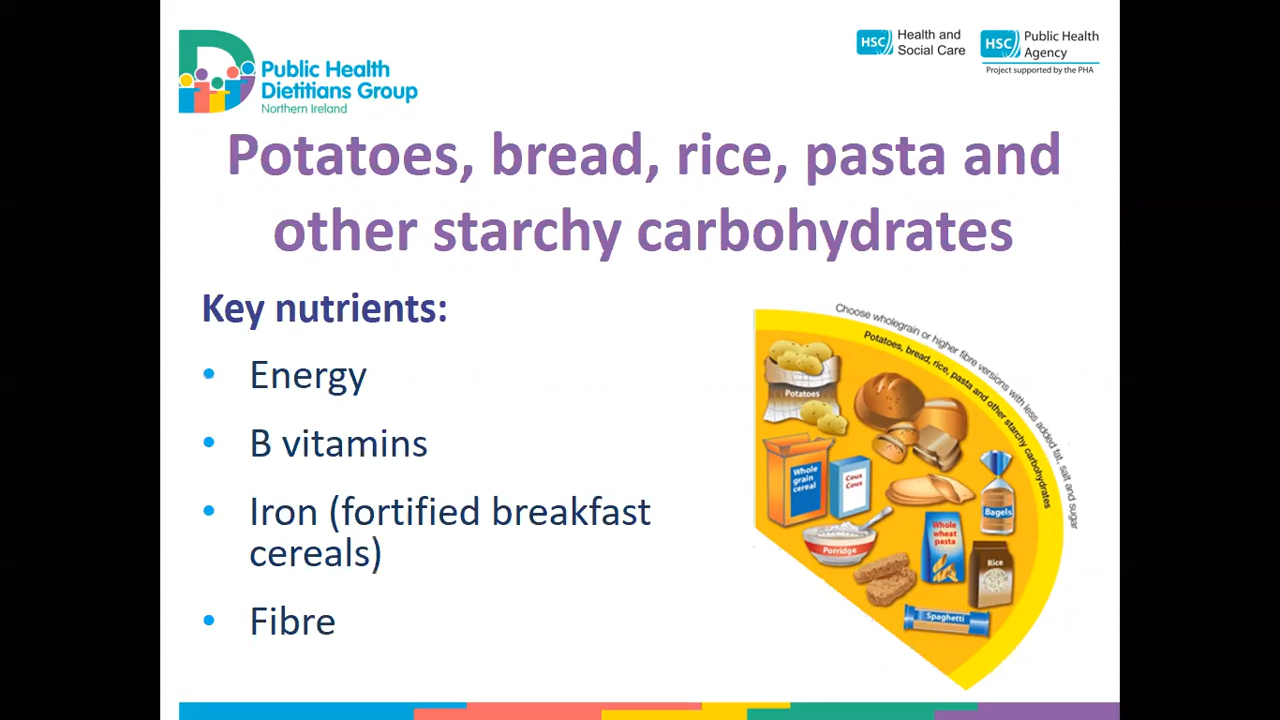 Public Health
Dietitians Group
Northern Ireland
HSC Health and
Social Care
HSC Public Health
Agency
Project supported by the PHA
Potatoes, bread, rice, pasta and
other starchy carbohydrates
Key nutrients:
• Energy
• B vitamins
• Iron (fortified breakfast
cereals)
• Fibre
Choose wholegrain or higher fibre versions with less added fat, salt and sugar
Potatoes, bread, rice, pasta and other starchy carbohydrates
Potatoes
Whole
grain
cereal
Cous
Cous
Bagels
Porridge
Whole
wheat
pasta
Rice
Spaghetti